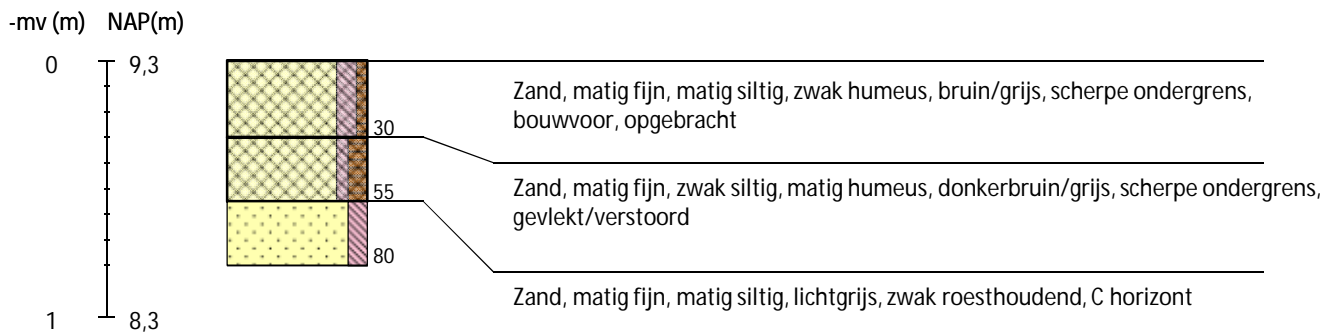 -mv (m) NAP(m)
0 9,3
Zand, matig fijn, matig siltig, zwak humeus, bruin/grijs, scherpe ondergrens,
bouwvoor, opgebracht
30
Zand, matig fijn, zwak siltig, matig humeus, donkerbruin/grijs, scherpe ondergrens,
gevlekt/verstoord
55
80
Zand, matig fijn, matig siltig, lichtgrijs, zwak roesthoudend, C horizont
1 8,3